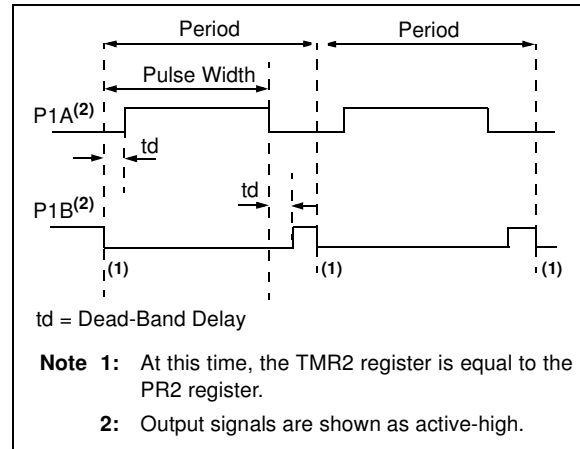 Period Period
Pulse Width
P1A(2)
td
td
P1B(2)
(1) (1) (1)
td = Dead-Band Delay
Note 1: At this time, the TMR2 register is equal to the
PR2 register.
2: Output signals are shown as active-high.